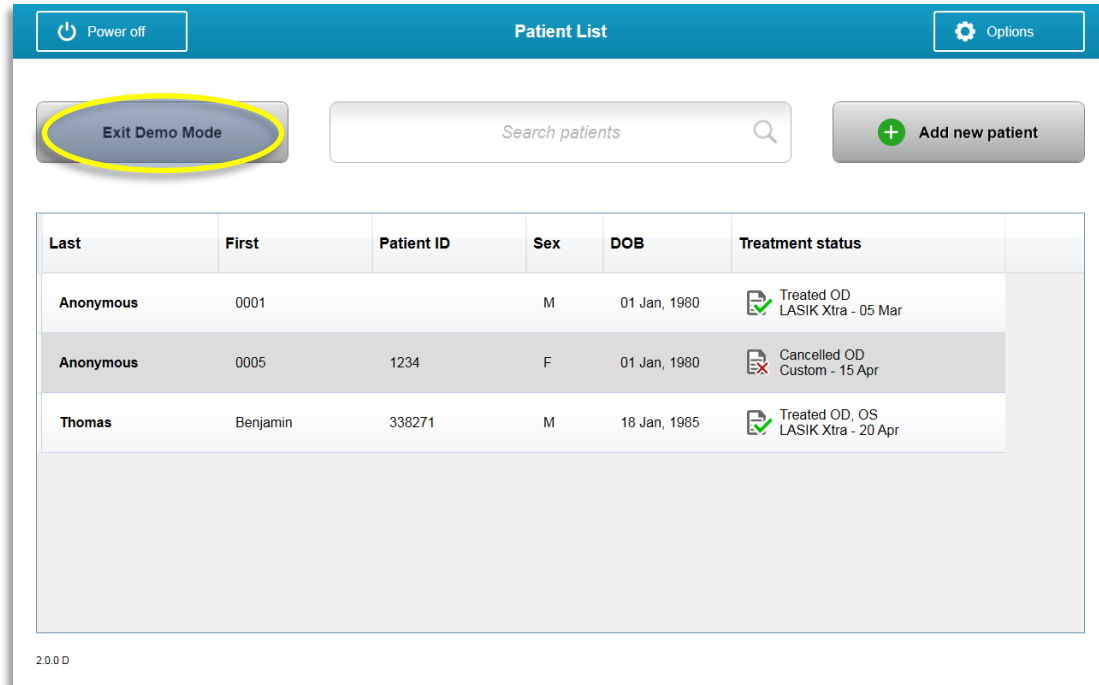 Power off
Patient List
Options
Exit Demo Mode
Search patients
Add new patient
Last First Patient ID Sex DOB Treatment status
Anonymous 0001 M 01 Jan, 1980 Treated OD
LASIK Xtra - 05 Mar
Anonymous 0005 1234 F 01 Jan, 1980 Cancelled OD
Custom - 15 Apr
Thomas Benjamin 338271 M 18 Jan, 1985 Treated OD, OS
LASIK Xtra - 20 Apr
2.0.0 D